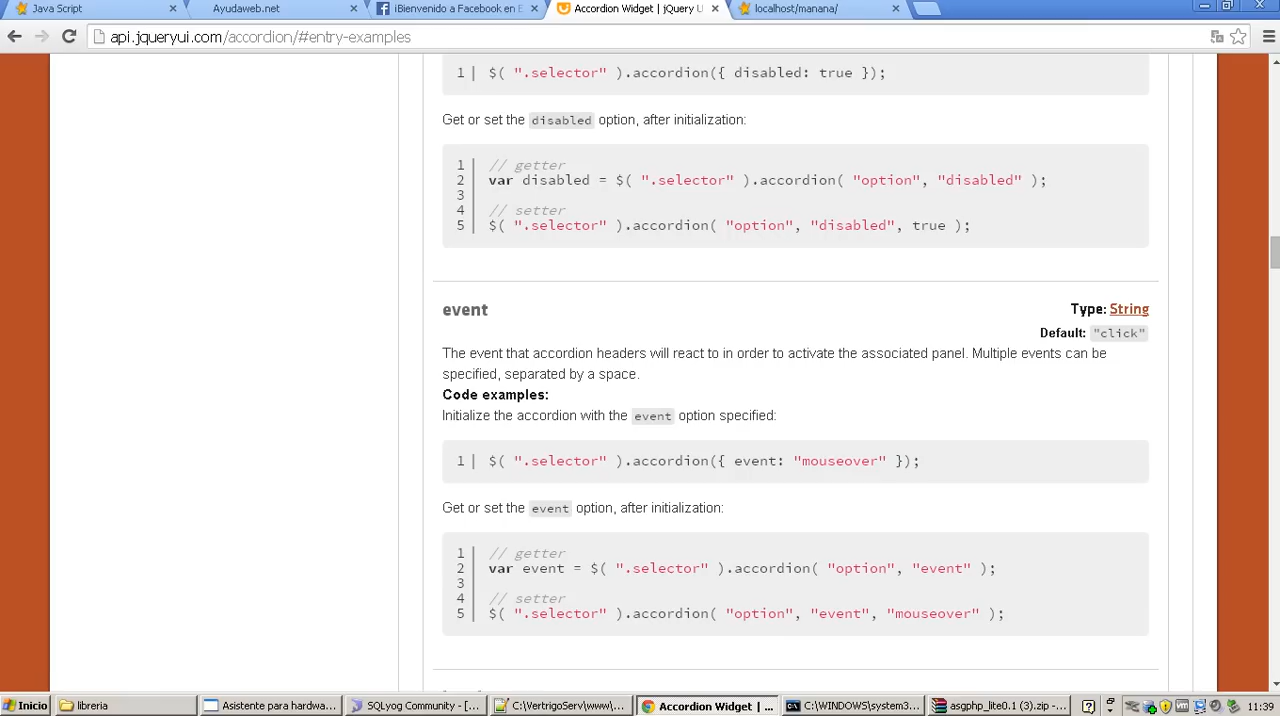 Java Script
Ayudaweb.net
¡Bienvenido a Facebook en E
Accordion Widget | jQuery U
localhost/manana/
api.jqueryui.com/accordion/#entry-examples
1 $( ".selector" ).accordion({ disabled: true });
Get or set the disabled option, after initialization:
1 // getter
2 var disabled = $( ".selector" ).accordion( "option", "disabled" );
3
4 // setter
5 $( ".selector" ).accordion( "option", "disabled", true );
event Type: String
Default: "click"
The event that accordion headers will react to in order to activate the associated panel. Multiple events can be
specified, separated by a space.
Code examples:
Initialize the accordion with the event option specified:
1 $( ".selector" ).accordion({ event: "mouseover" });
Get or set the event option, after initialization:
1 // getter
2 var event = $( ".selector" ).accordion( "option", "event" );
3
4 // setter
5 $( ".selector" ).accordion( "option", "event", "mouseover" );
Inicio libreria Asistente para hardwa... SQLyog Community - [... C:\VertrigoServ\www\... Accordion Widget | ... C:\WINDOWS\system3... asgphp_lite0.1 (3).zip -... 11:39